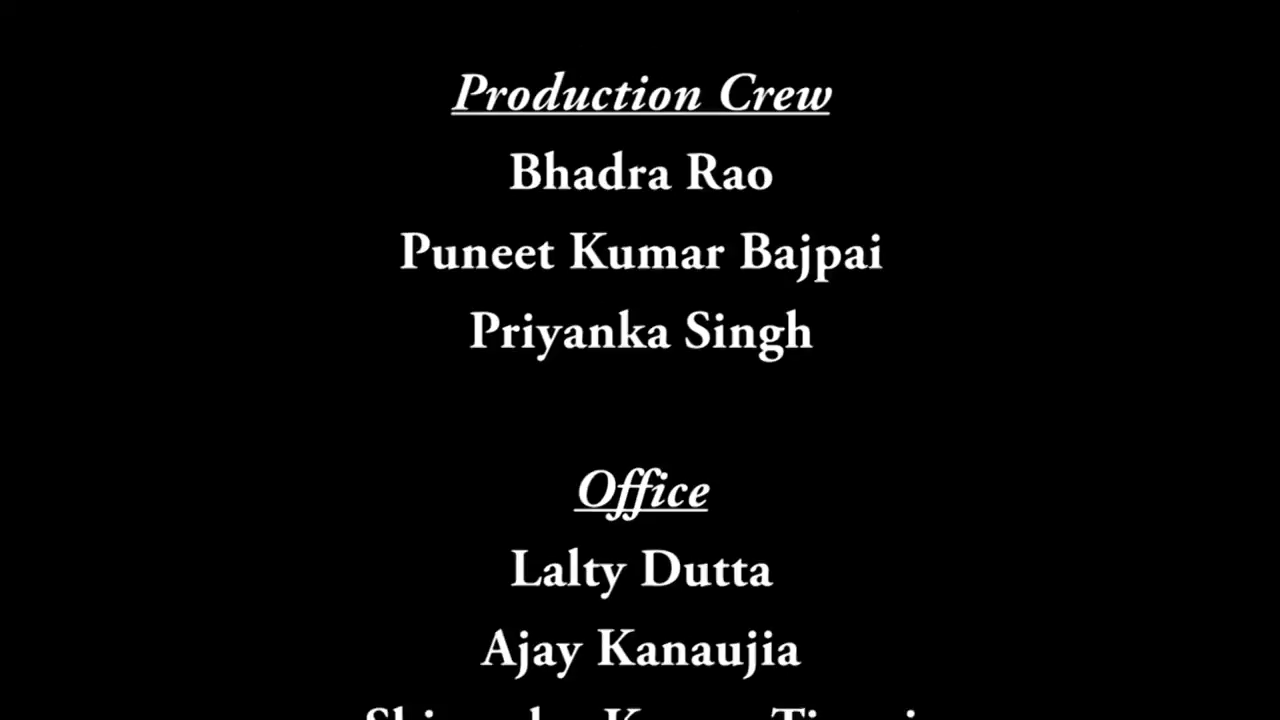 Production Crew
Bhadra Rao
Puneet Kumar Bajpai
Priyanka Singh
Office
Lalty Dutta
Ajay Kanaujia